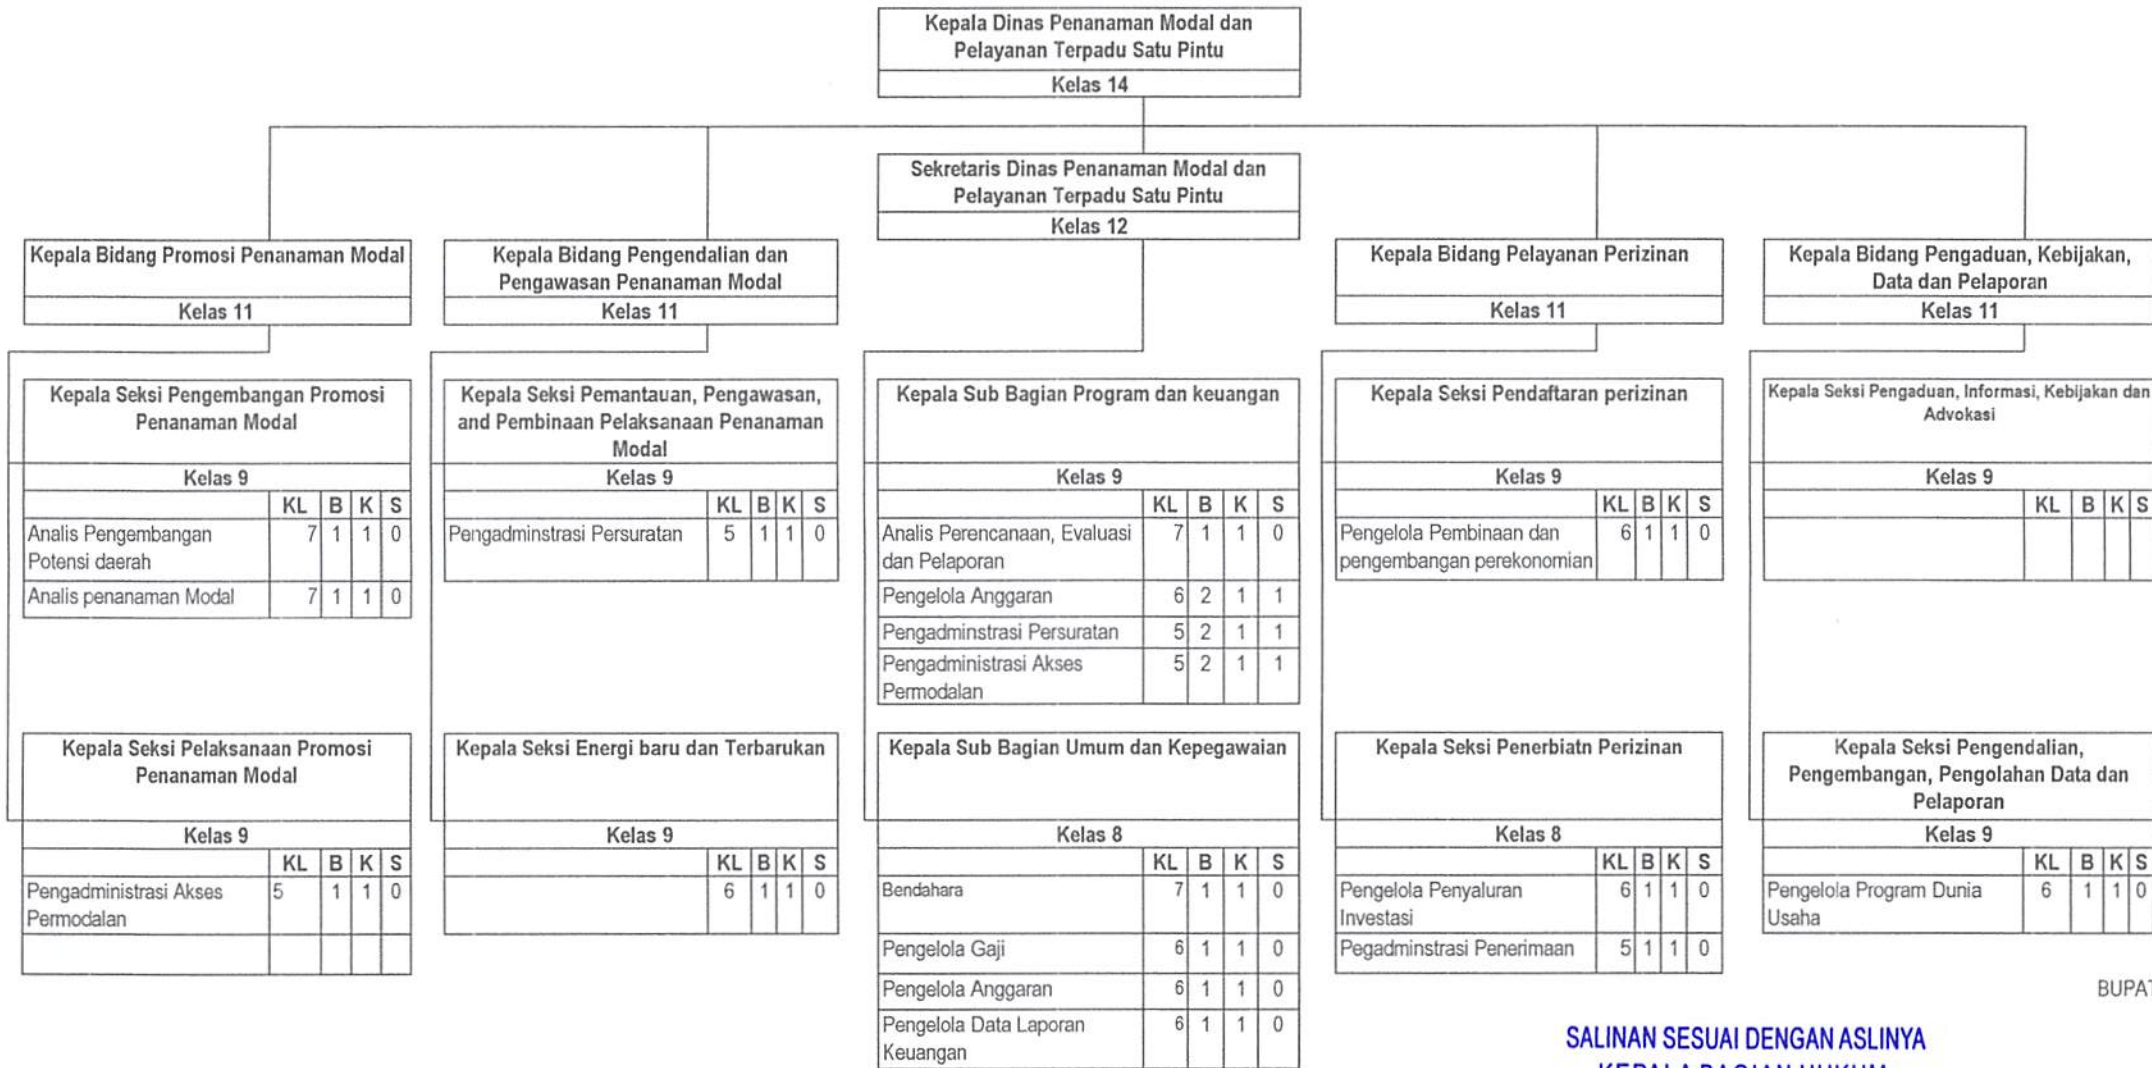 Kepala Dinas Penanaman Modal dan
Pelayanan Terpadu Satu Pintu
Kelas 14
Sekretaris Dinas Penanaman Modal dan
Pelayanan Terpadu Satu Pintu
Kelas 12
Kepala Bidang Promosi Penanaman Modal
Kelas 11
Kepala Bidang Pengendalian dan
Pengawasan Penanaman Modal
Kelas 11
Kepala Bidang Pelayanan Perizinan
Kelas 11
Kepala Bidang Pengaduan, Kebijakan,
Data dan Pelaporan
Kelas 11
Kepala Seksi Pengembangan Promosi
Penanaman Modal
Kelas 9
KL B K S
Analis Pengembangan 7 1 1 0
Potensi daerah
Analis penanaman Modal 7 1 1 0
Kepala Seksi Pemantauan, Pengawasan,
and Pembinaan Pelaksanaan Penanaman
Modal
Kelas 9
KL B K S
Pengadminstrasi Persuratan 5 1 1 0
Kepala Sub Bagian Program dan keuangan
Kelas 9
KL B K S
Analis Perencanaan, Evaluasi 7 1 1 0
dan Pelaporan
Pengelola Anggaran 6 2 1 1
Pengadminstrasi Persuratan 5 2 1 1
Pengadministrasi Akses 5 2 1 1
Permodalan
Kepala Seksi Pendaftaran perizinan
Kelas 9
KL B K S
Pengelola Pembinaan dan 6 1 1 0
pengembangan perekonomian
Kepala Seksi Pengaduan, Informasi, Kebijakan dan
Advokasi
Kelas 9
KL B K S
Kepala Seksi Pelaksanaan Promosi
Penanaman Modal
Kelas 9
KL B K S
Pengadministrasi Akses 5 1 1 0
Permodalan
Kepala Seksi Energi baru dan Terbarukan
Kelas 9
KL B K S
6 1 1 0
Kepala Sub Bagian Umum dan Kepegawaian
Kelas 8
KL B K S
Bendahara 7 1 1 0
Pengelola Gaji 6 1 1 0
Pengelola Anggaran 6 1 1 0
Pengelola Data Laporan 6 1 1 0
Keuangan
Kepala Seksi Penerbiatn Perizinan
Kelas 8
KL B K S
Pengelola Penyaluran 6 1 1 0
Investasi
Pegadminstrasi Penerimaan 5 1 1 0
Kepala Seksi Pengendalian,
Pengembangan, Pengolahan Data dan
Pelaporan
Kelas 9
KL B K S
Pengelola Program Dunia 6 1 1 0
Usaha
BUPAT
SALINAN SESUAI DENGAN ASLINYA
KEPALA BAGIAN HUKUM